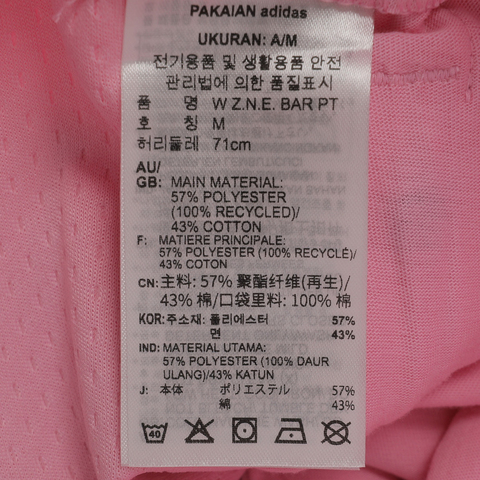 PAKAIAN adidas
UKURAN: A/M
전기용품 및 생활용품 안전
관리법에 의한 품질표시
품 명 W Z.N.E. BAR PT
호 칭 M
허리둘레 71cm
AU/
GB: MAIN MATERIAL:
57% POLYESTER
(100% RECYCLED)/
43% COTTON
F: MATIERE PRINCIPALE:
57% POLYESTER (100% RECYCLÉ)/
43% COTON
CN: 主料: 57% 聚酯纤维(再生)/
43% 棉/口袋里料: 100% 棉
KOR: 주소재: 폴리에스터 57%
면 43%
IND: MATERIAL UTAMA:
57% POLYESTER (100% DAUR
ULANG)/43% KATUN
J: 本体 ポリエステル 57%
綿 43%
40